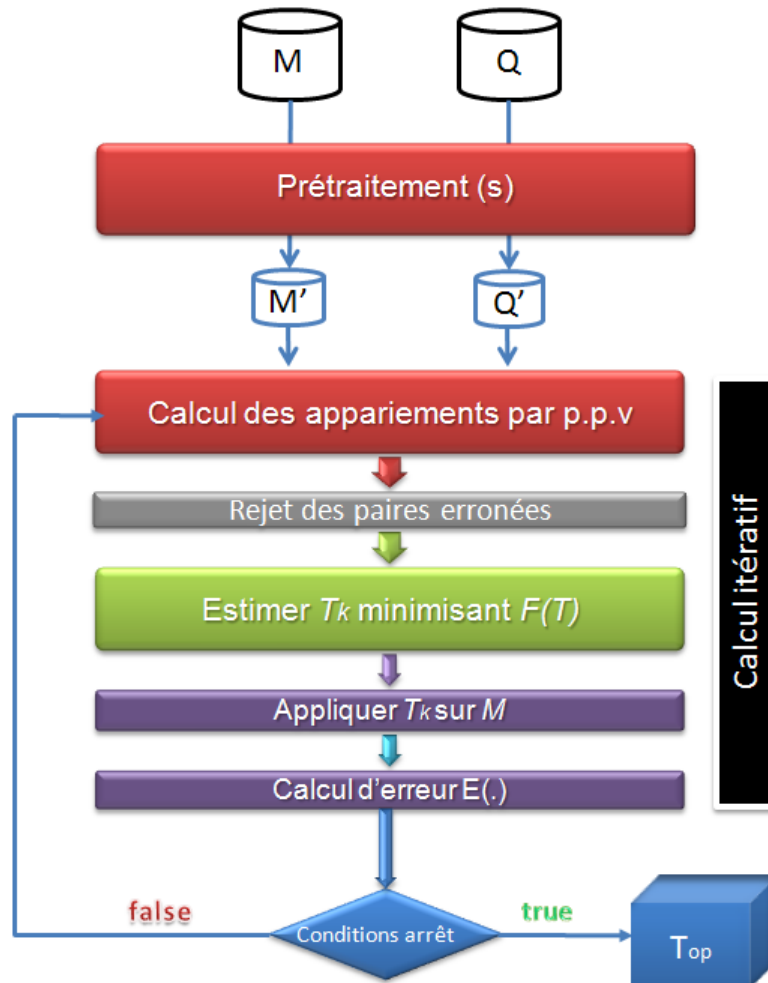 M
Q
Prétraitement (s)
M’
Q’
Calcul des appariements par p.p.v
Rejet des paires erronées
Estimer Tk minimisant F(T)
Appliquer Tk sur M
Calcul d’erreur E(.)
Calcul itératif
false
Conditions arrêt
true
Top